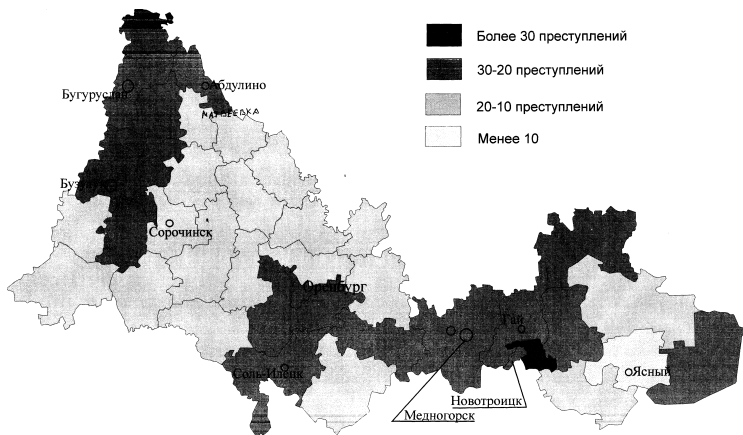 Более 30 преступлений
30-20 преступлений
20-10 преступлений
Менее 10
Бугуруслан
Абдулино
МАТВЕЕВКА
Сорочинск
Оренбург
Гай
Соль-Илецк
Ясный
Новотроицк
Медногорск